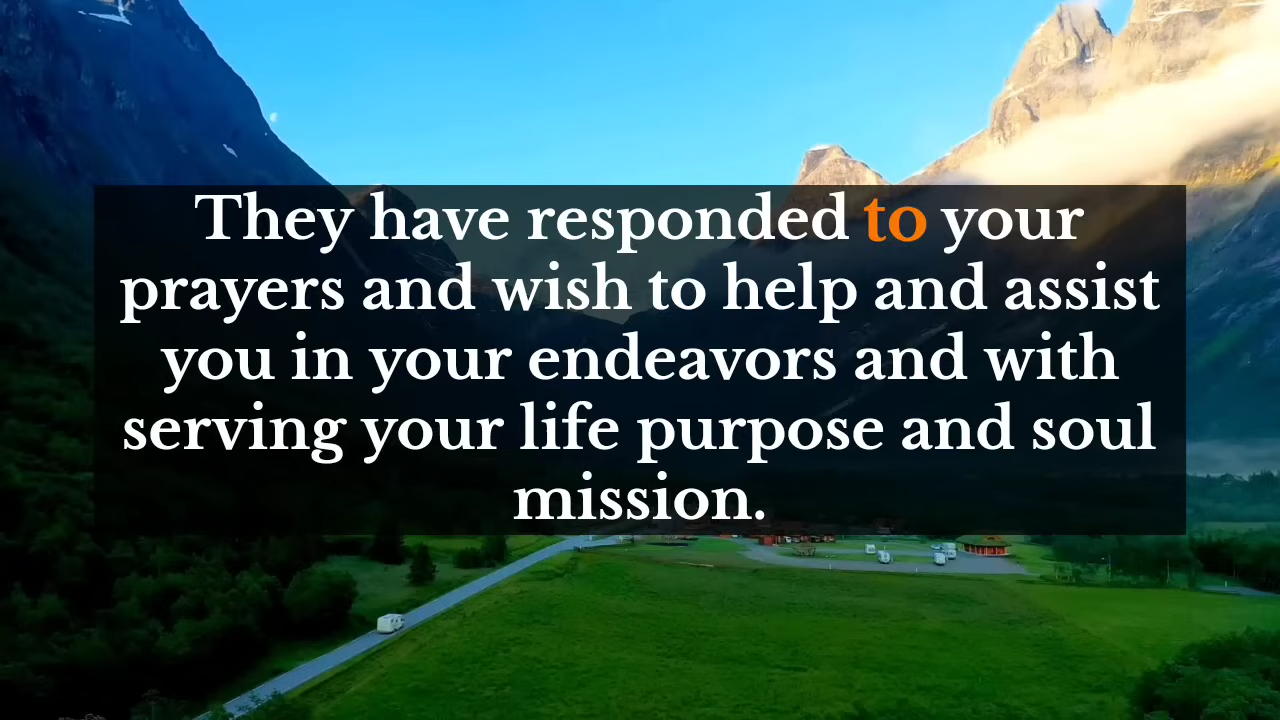 They have responded to your
prayers and wish to help and assist
you in your endeavors and with
serving your life purpose and soul
mission.